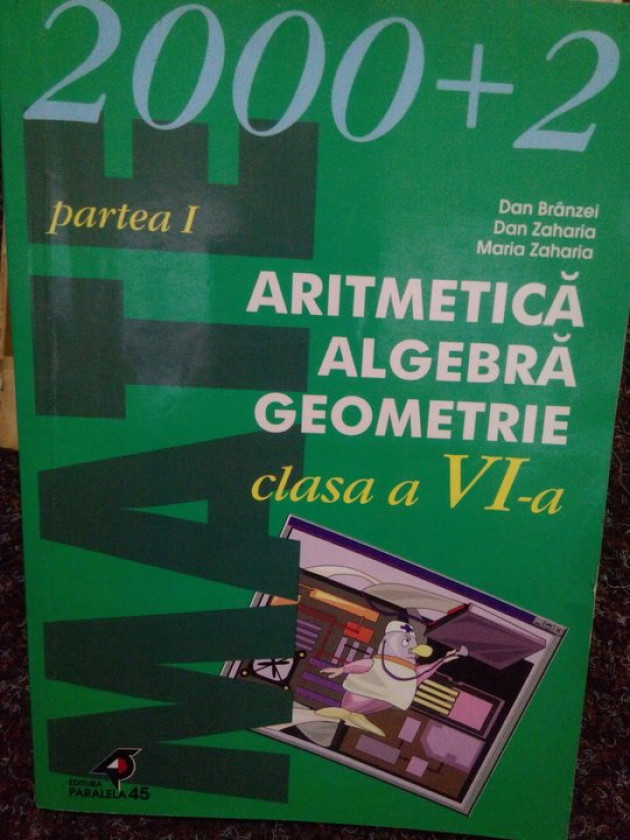 2000+2
MATE
partea I
Dan Brânzei
Dan Zaharia
Maria Zaharia
ARITMETICĂ
ALGEBRĂ
GEOMETRIE
clasa a VI-a
EDITURA
PARALELA 45